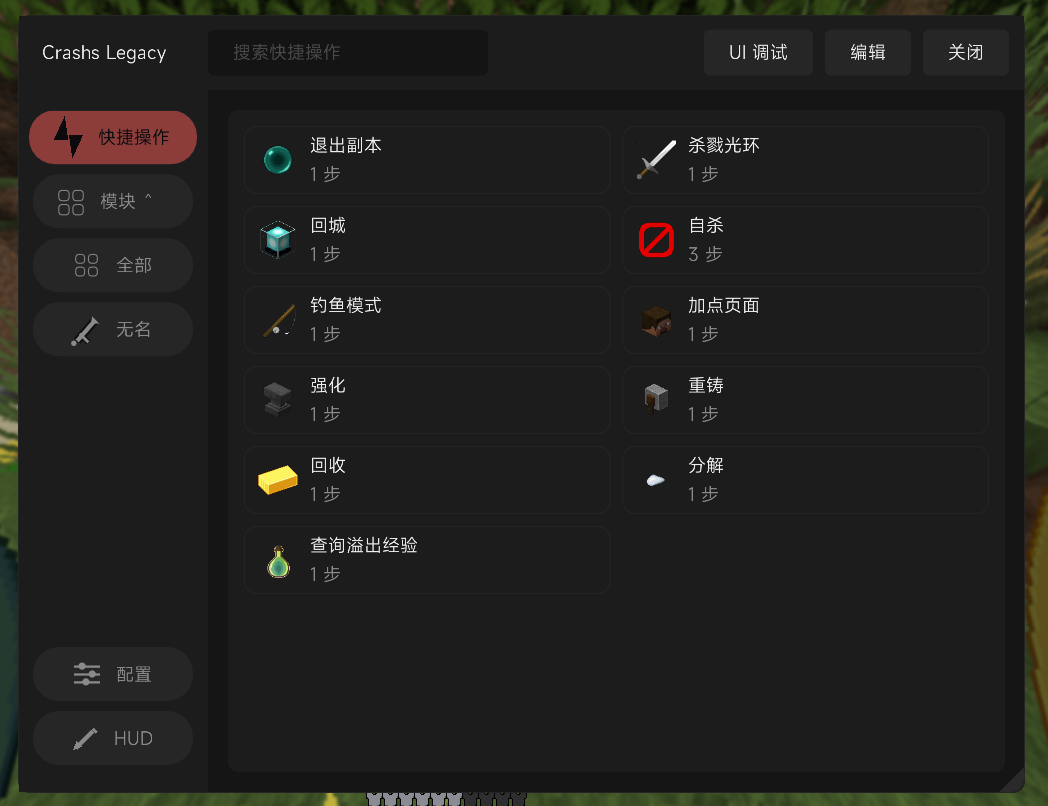 Crashs Legacy
搜索快捷操作
UI 调试
编辑
关闭
快捷操作
模块 ^
全部
无名
配置
HUD
退出副本
1 步
杀戮光环
1 步
回城
1 步
自杀
3 步
钓鱼模式
1 步
加点页面
1 步
强化
1 步
重铸
1 步
回收
1 步
分解
1 步
查询溢出经验
1 步